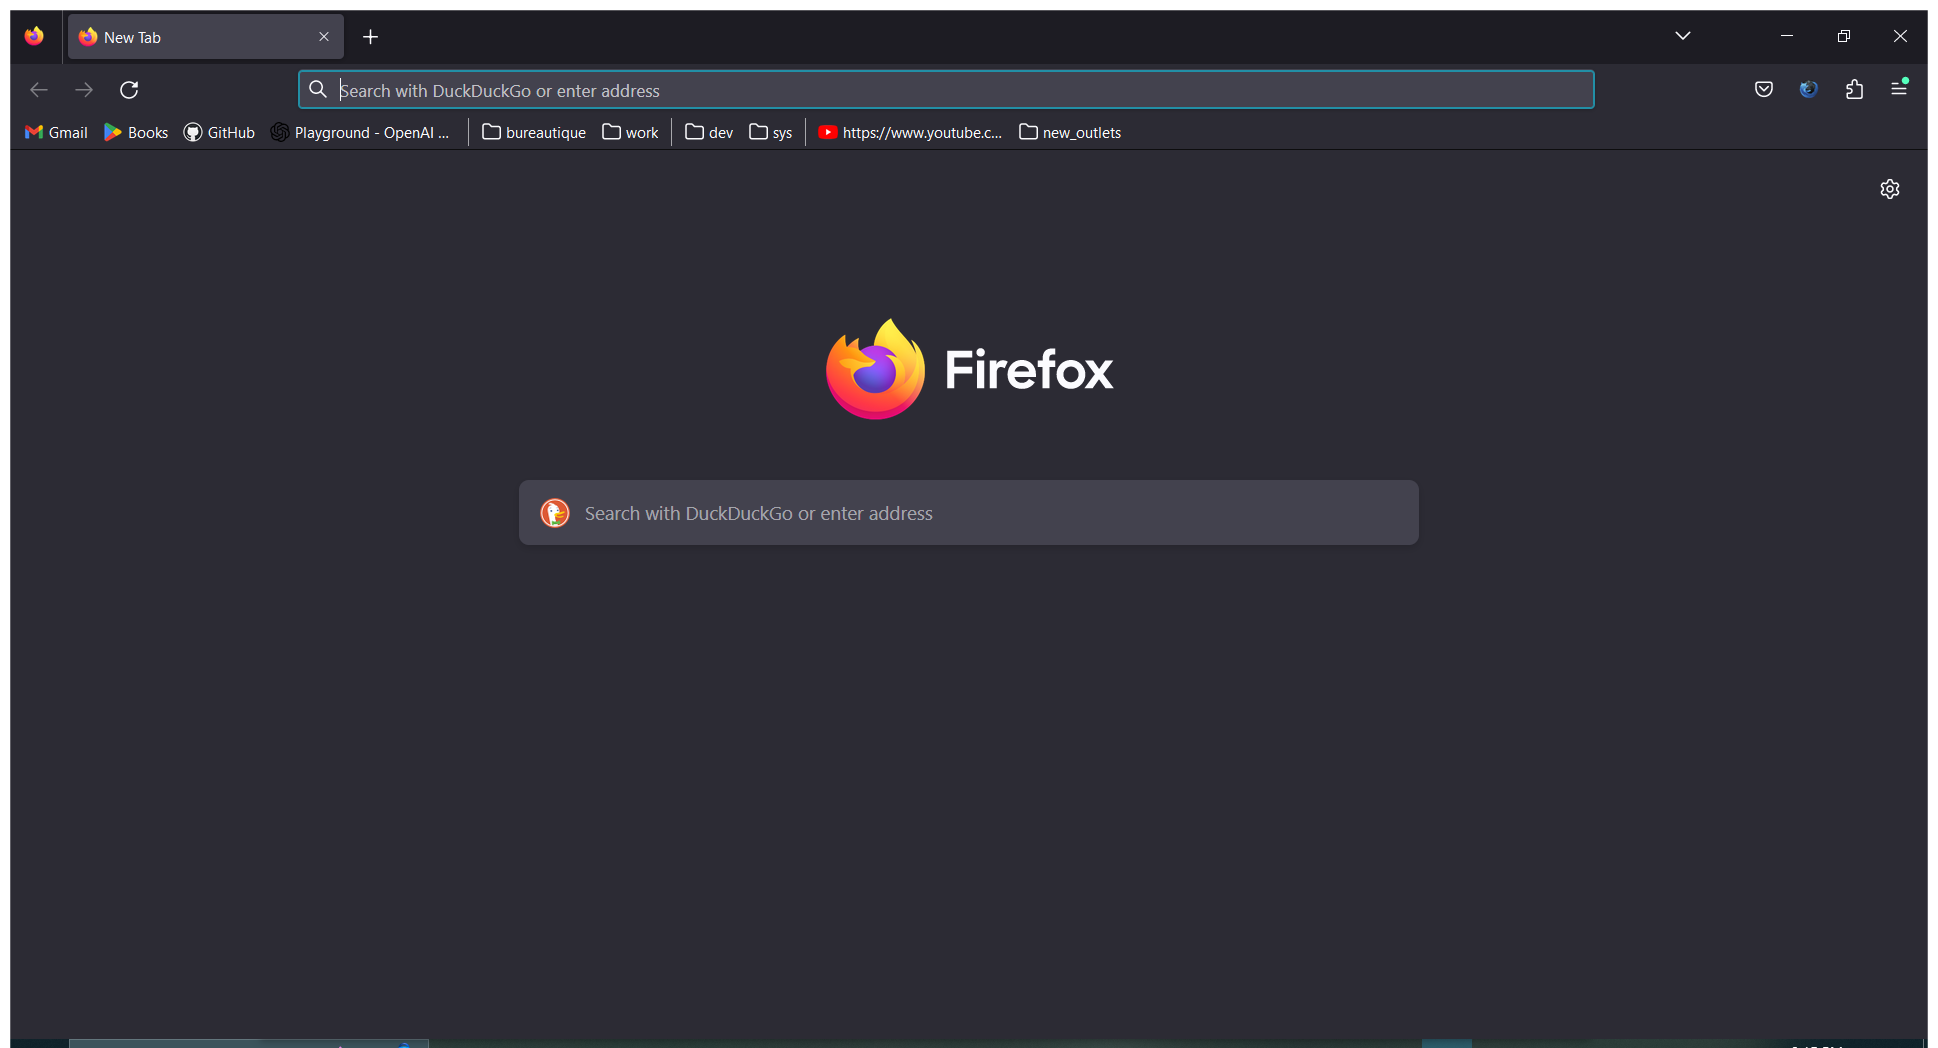 New Tab
Search with DuckDuckGo or enter address
Gmail Books GitHub Playground - OpenAI ... bureautique work dev sys https://www.youtube.c... new_outlets
Firefox
Search with DuckDuckGo or enter address